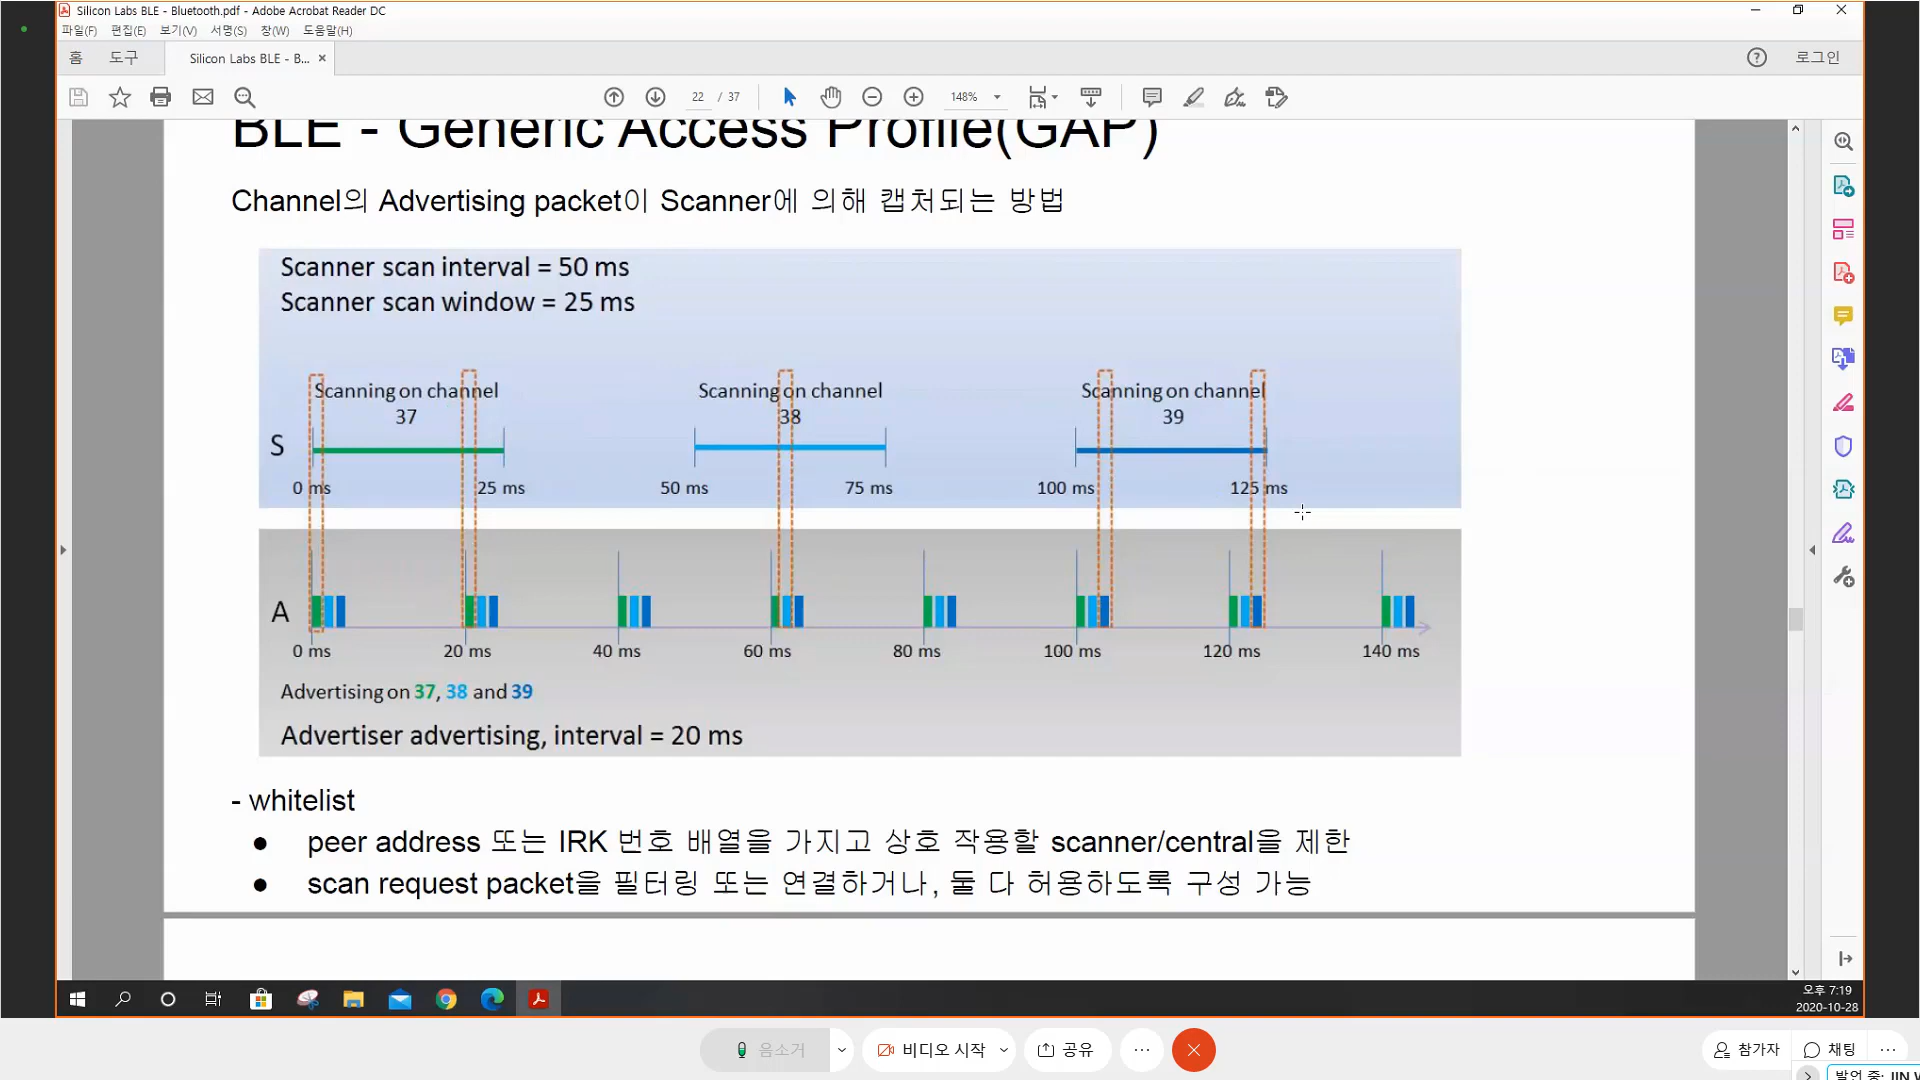 Silicon Labs BLE - Bluetooth.pdf - Adobe Acrobat Reader DC
파일(F) 편집(E) 보기(V) 서명(S) 창(W) 도움말(H)
홈 도구 Silicon Labs BLE - B... × 로그인
22 / 37 148%
BLE - Generic Access Profile(GAP)
Channel의 Advertising packet이 Scanner에 의해 캡처되는 방법
Scanner scan interval = 50 ms
Scanner scan window = 25 ms
Scanning on channel 37
Scanning on channel 38
Scanning on channel 39
S
0 ms 25 ms 50 ms 75 ms 100 ms 125 ms
A
0 ms 20 ms 40 ms 60 ms 80 ms 100 ms 120 ms 140 ms
Advertising on 37, 38 and 39
Advertiser advertising, interval = 20 ms
- whitelist
● peer address 또는 IRK 번호 배열을 가지고 상호 작용할 scanner/central을 제한
● scan request packet을 필터링 또는 연결하거나, 둘 다 허용하도록 구성 가능
오후 7:19
2020-10-28
음소거 비디오 시작 공유 참가자 채팅
발언 중: JIN